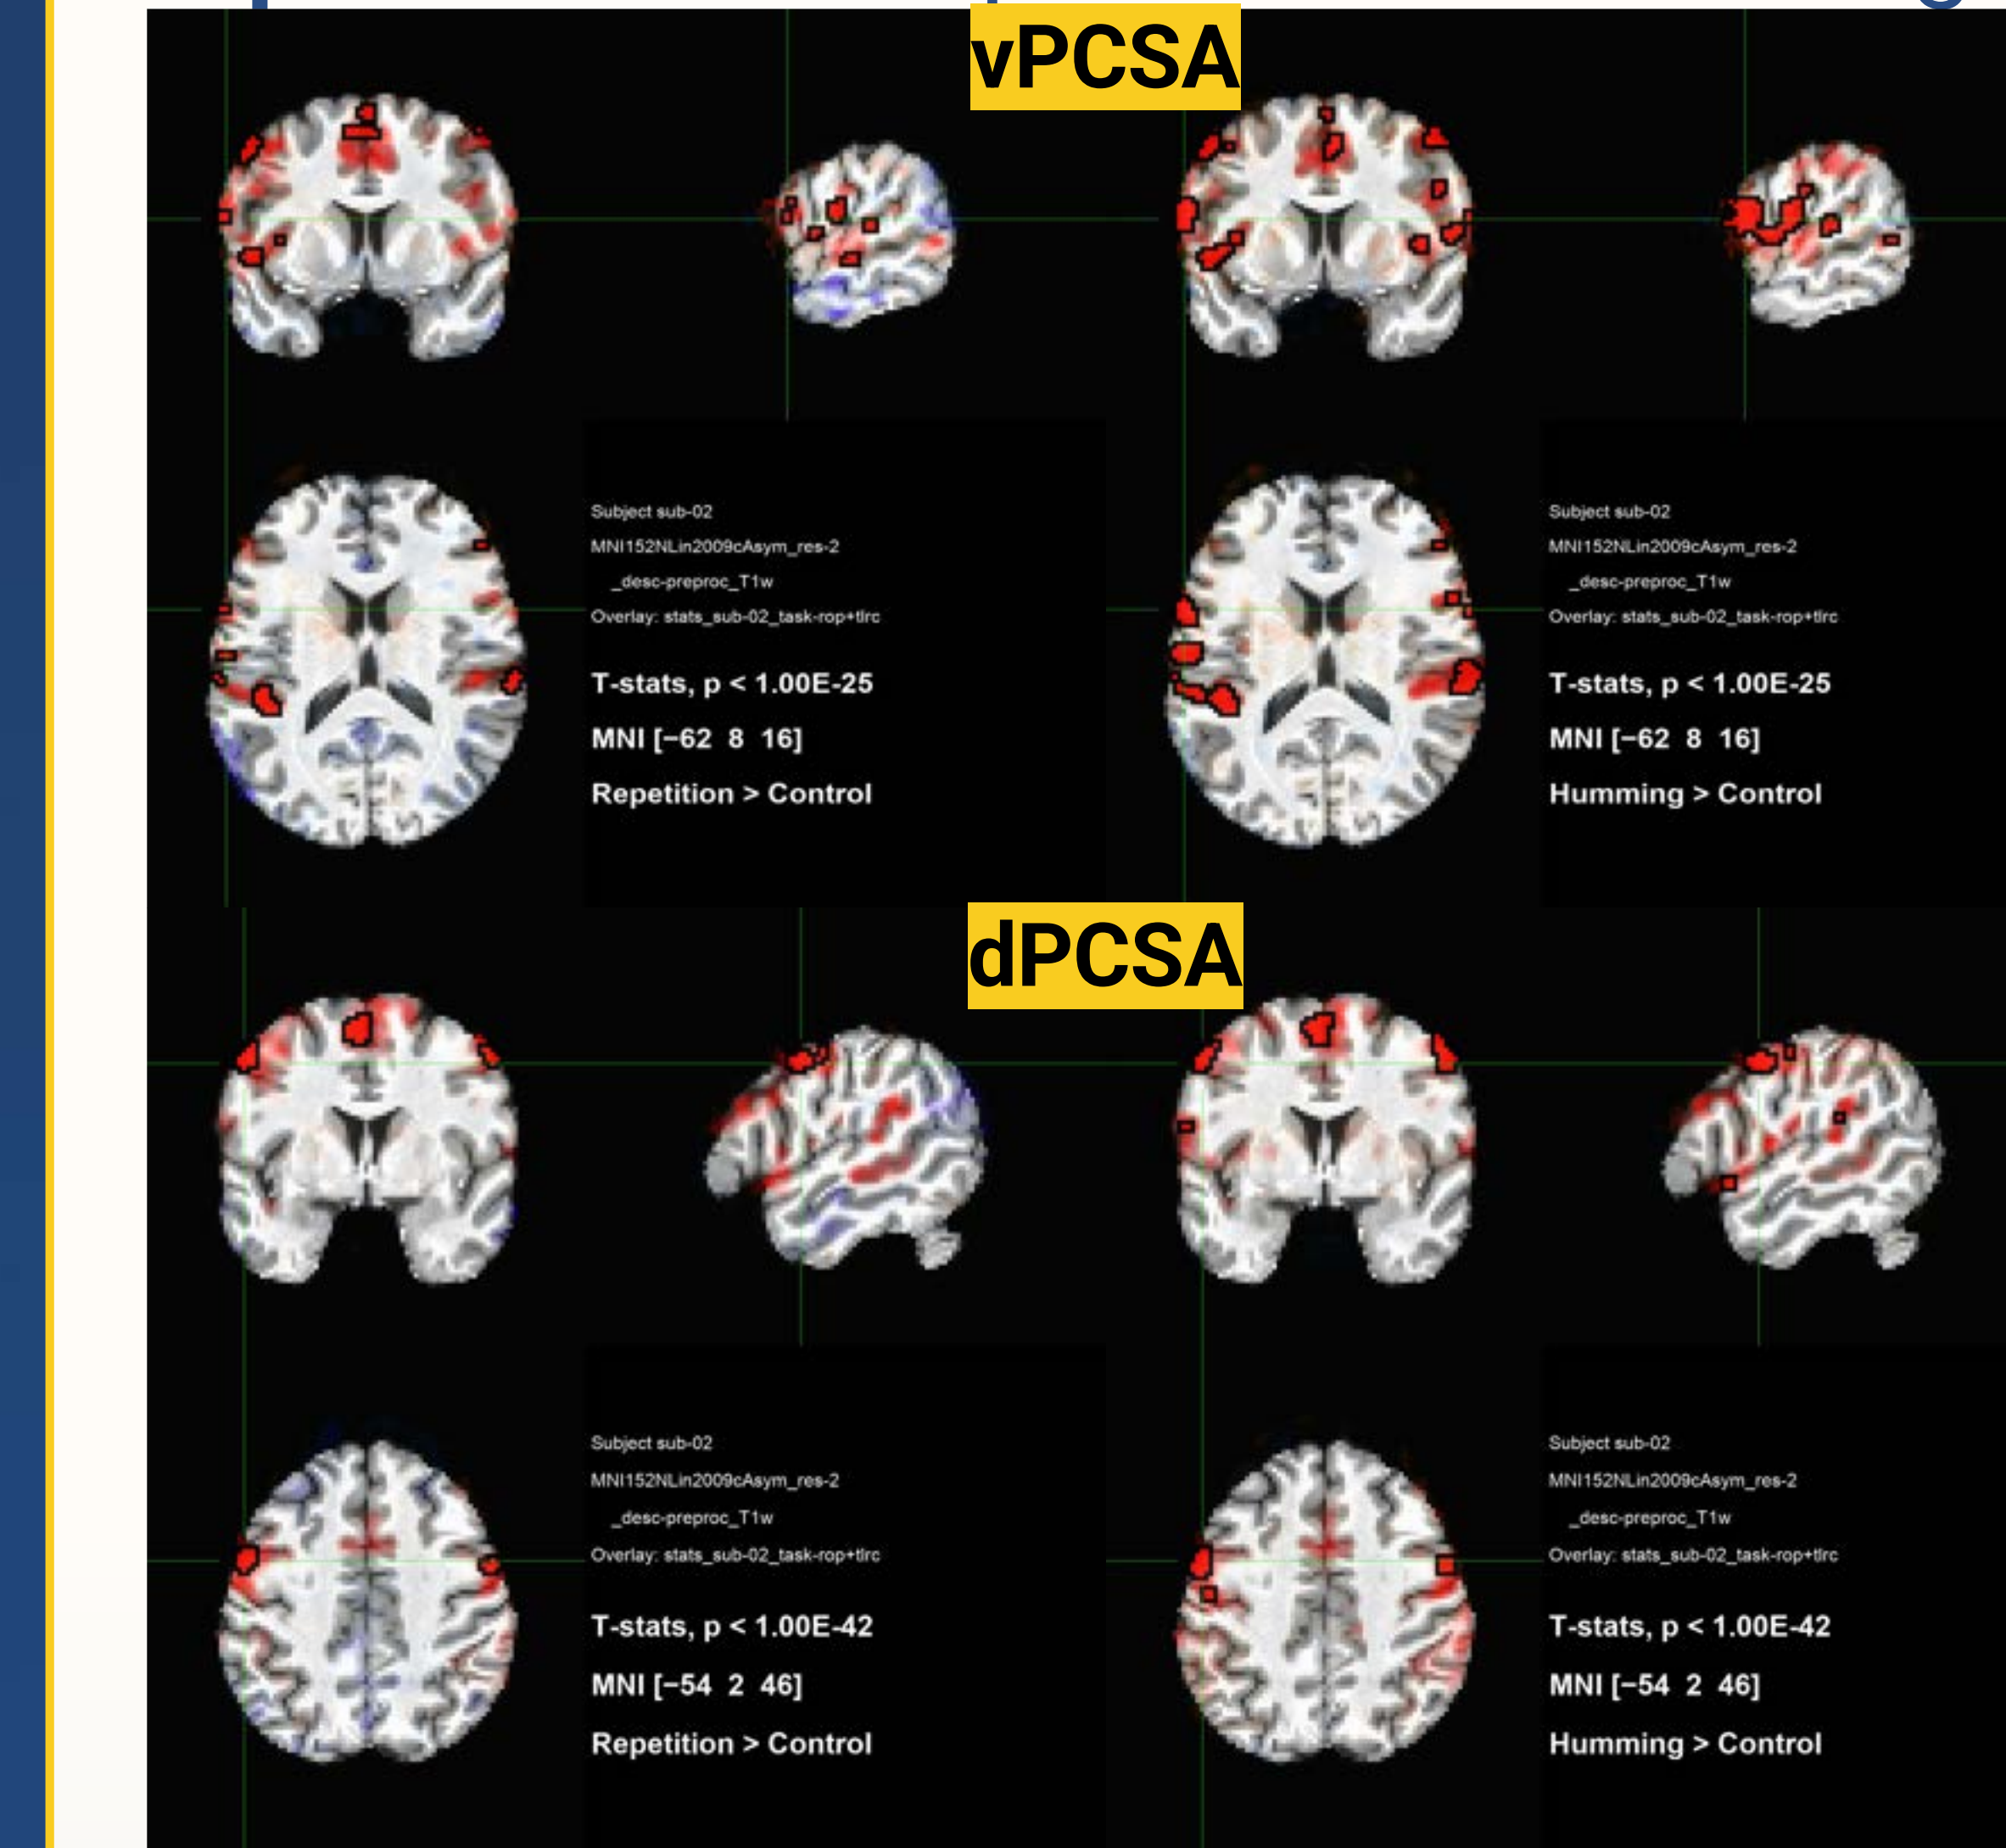 vPCSA
Subject sub-02
MNI152NLin2009cAsym_res-2
_desc-preproc_T1w
Overlay: stats_sub-02_task-rop+tlrc
T-stats, p < 1.00E-25
MNI [−62 8 16]
Repetition > Control
Subject sub-02
MNI152NLin2009cAsym_res-2
_desc-preproc_T1w
Overlay: stats_sub-02_task-rop+tlrc
T-stats, p < 1.00E-25
MNI [−62 8 16]
Humming > Control
dPCSA
Subject sub-02
MNI152NLin2009cAsym_res-2
_desc-preproc_T1w
Overlay: stats_sub-02_task-rop+tlrc
T-stats, p < 1.00E-42
MNI [−54 2 46]
Repetition > Control
Subject sub-02
MNI152NLin2009cAsym_res-2
_desc-preproc_T1w
Overlay: stats_sub-02_task-rop+tlrc
T-stats, p < 1.00E-42
MNI [−54 2 46]
Humming > Control